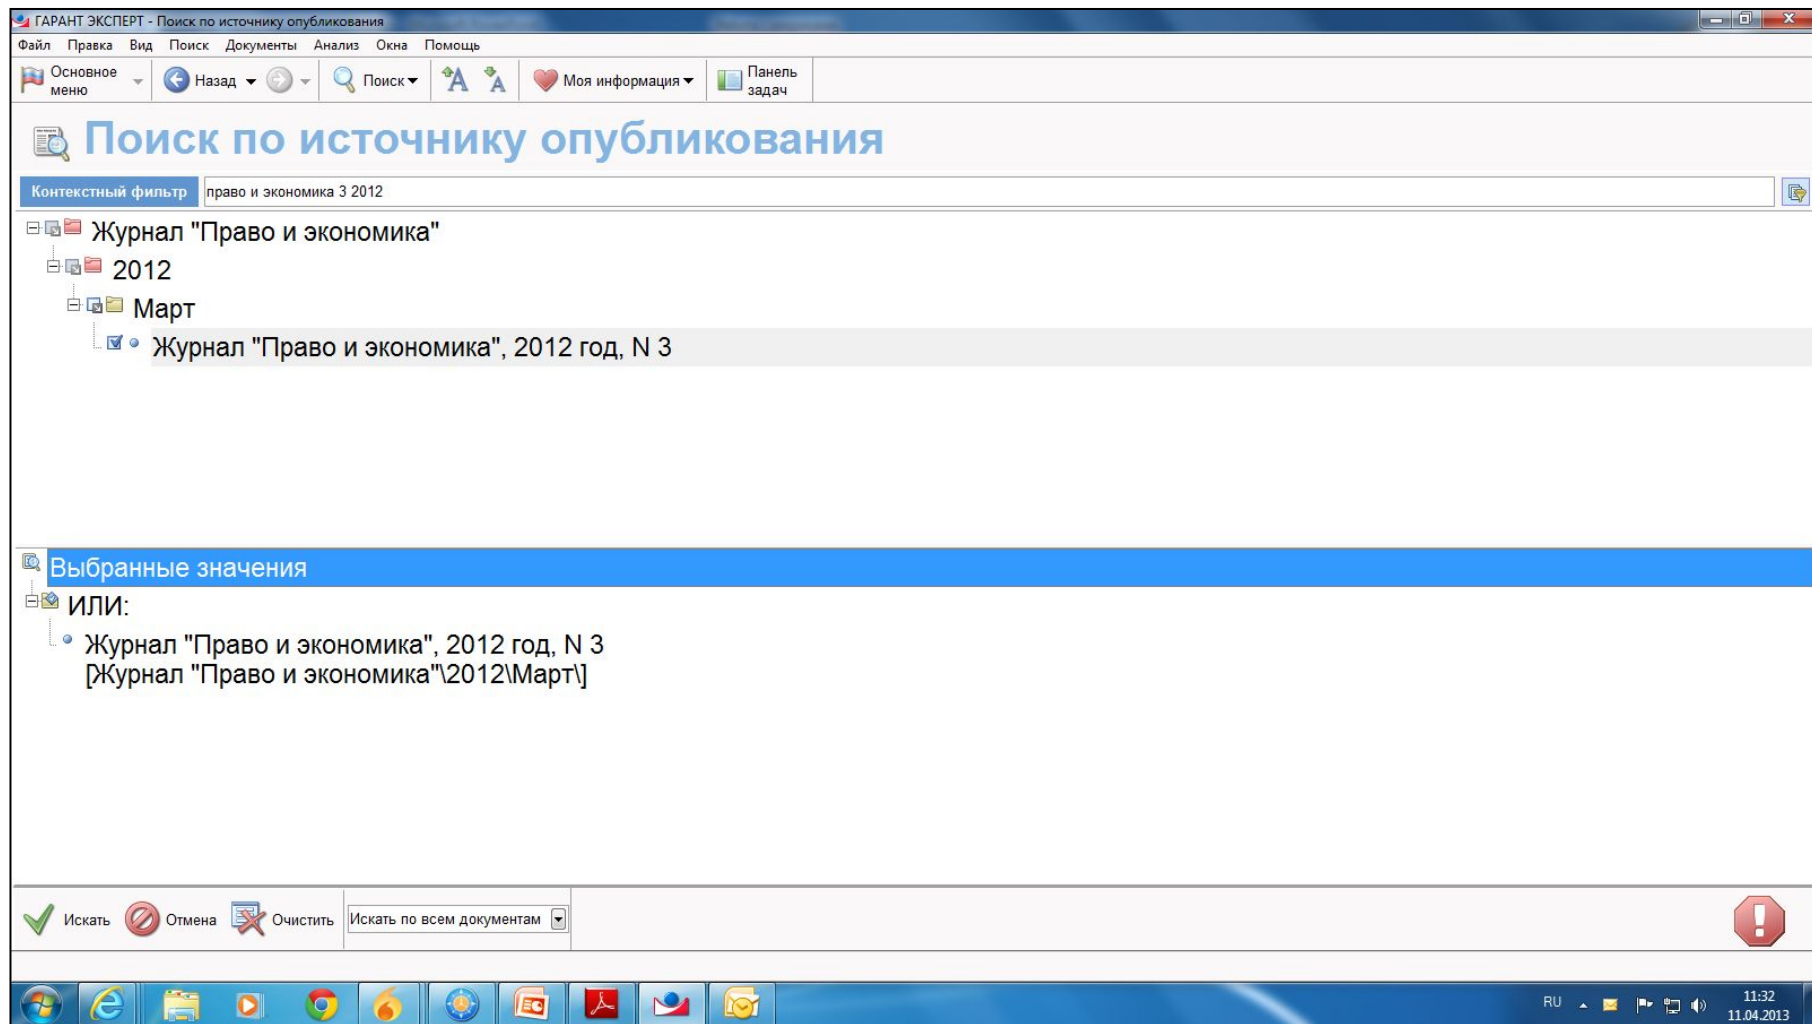 ГАРАНТ ЭКСПЕРТ - Поиск по источнику опубликования
Файл Правка Вид Поиск Документы Анализ Окна Помощь
Основное меню
Назад
Поиск
Моя информация
Панель задач
Поиск по источнику опубликования
Контекстный фильтр
право и экономика 3 2012
Журнал "Право и экономика"
2012
Март
Журнал "Право и экономика", 2012 год, N 3
Выбранные значения
ИЛИ:
Журнал "Право и экономика", 2012 год, N 3
[Журнал "Право и экономика"\2012\Март\]
Искать
Отмена
Очистить
Искать по всем документам
RU
11:32
11.04.2013